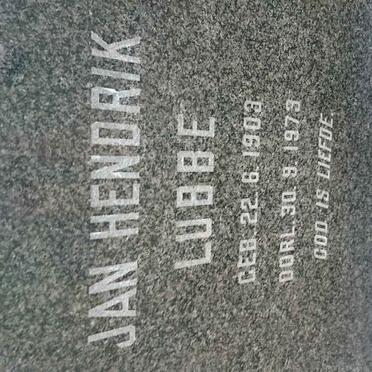 JAN HENDRIK
LUBBE
GEB. 22. 6. 1903
OORL. 30. 9. 1973
GOD IS LIEFDE